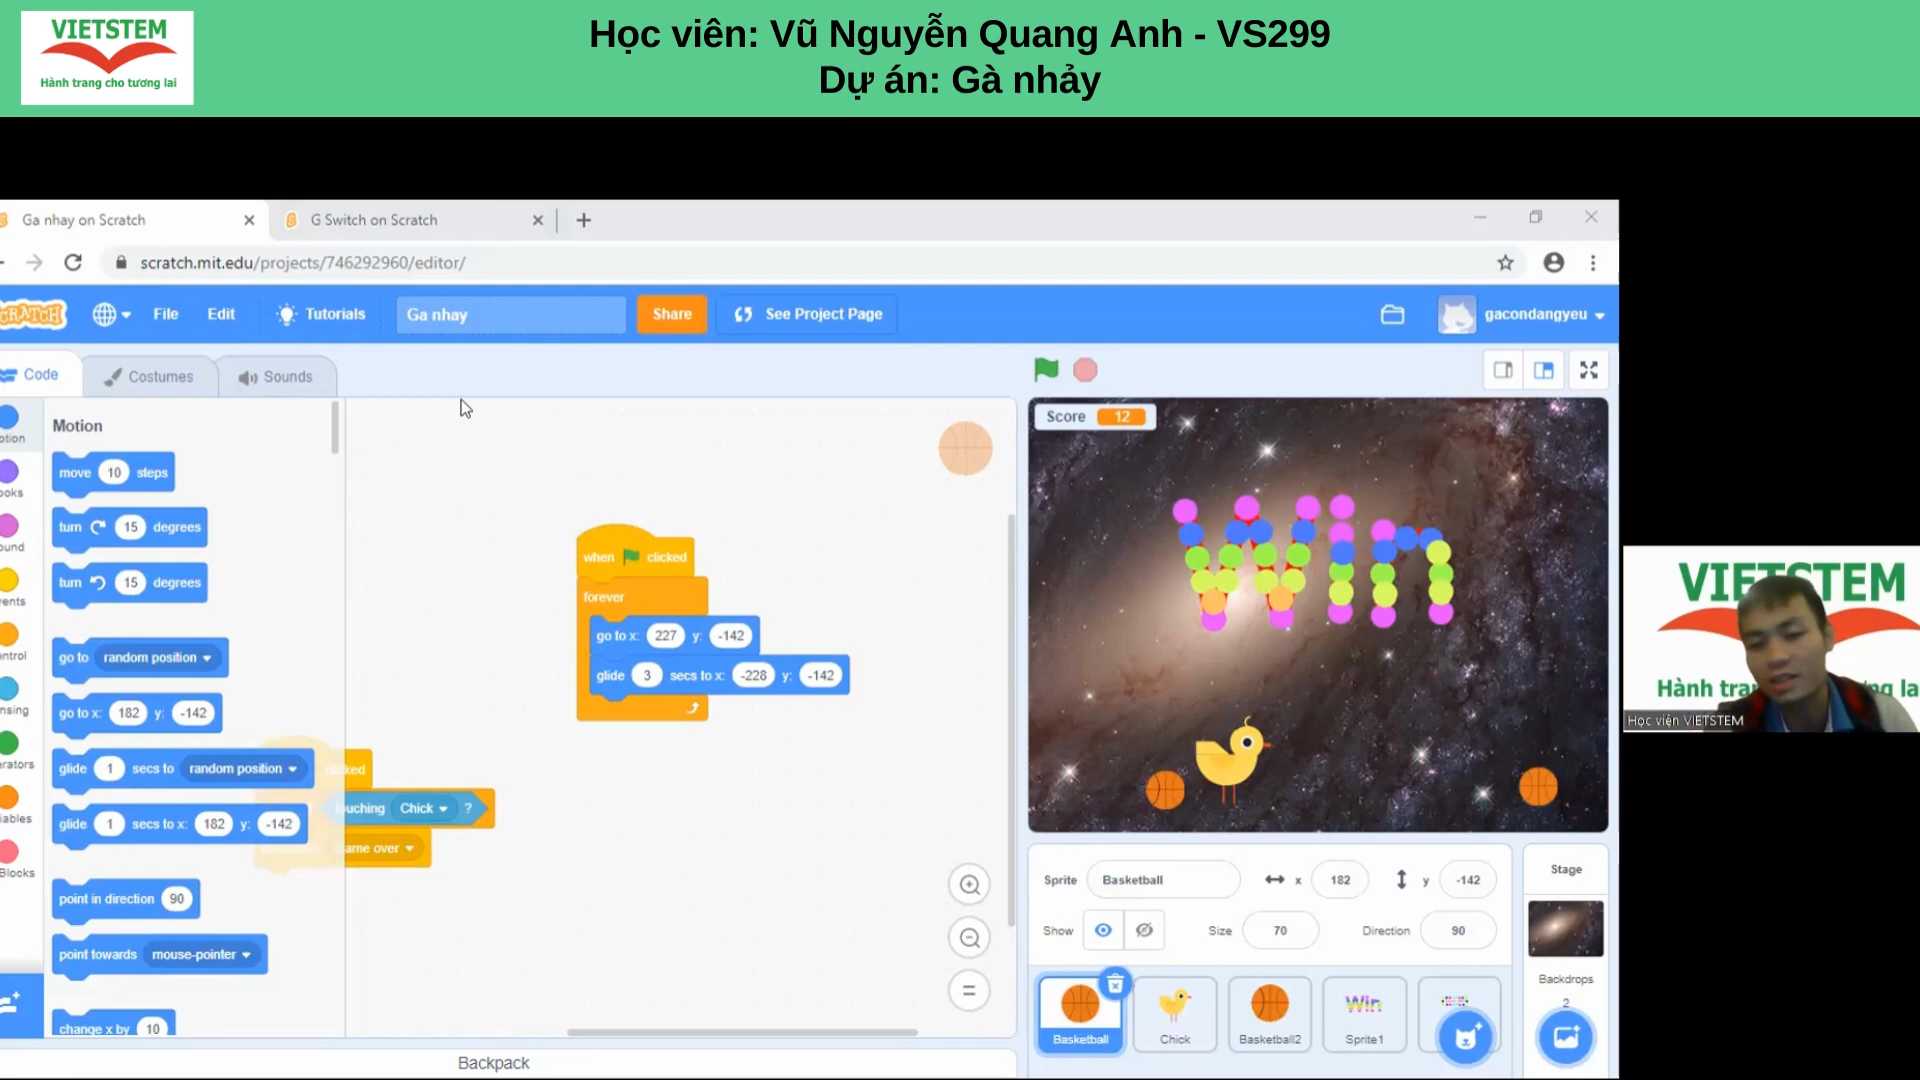 VIETSTEM
Hành trang cho tương lai
Học viên: Vũ Nguyễn Quang Anh - VS299
Dự án: Gà nhảy
Ga nhay on Scratch
G Switch on Scratch
scratch.mit.edu/projects/746292960/editor/
File
Edit
Tutorials
Ga nhay
Share
See Project Page
gacondangyeu
Code
Costumes
Sounds
Motion
move 10 steps
turn 15 degrees
turn 15 degrees
go to random position
go to x: 182 y: -142
glide 1 secs to random position
glide 1 secs to x: 182 y: -142
point in direction 90
point towards mouse-pointer
change x by 10
when clicked
forever
go to x: 227 y: -142
glide 3 secs to x: -228 y: -142
touching Chick ?
Backpack
Score 12
Win
Sprite Basketball
x 182
y -142
Show
Size 70
Direction 90
Basketball
Chick
Basketball2
Win
Sprite1
Stage
Backdrops
2
VIETSTEM
Học viện VIETSTEM